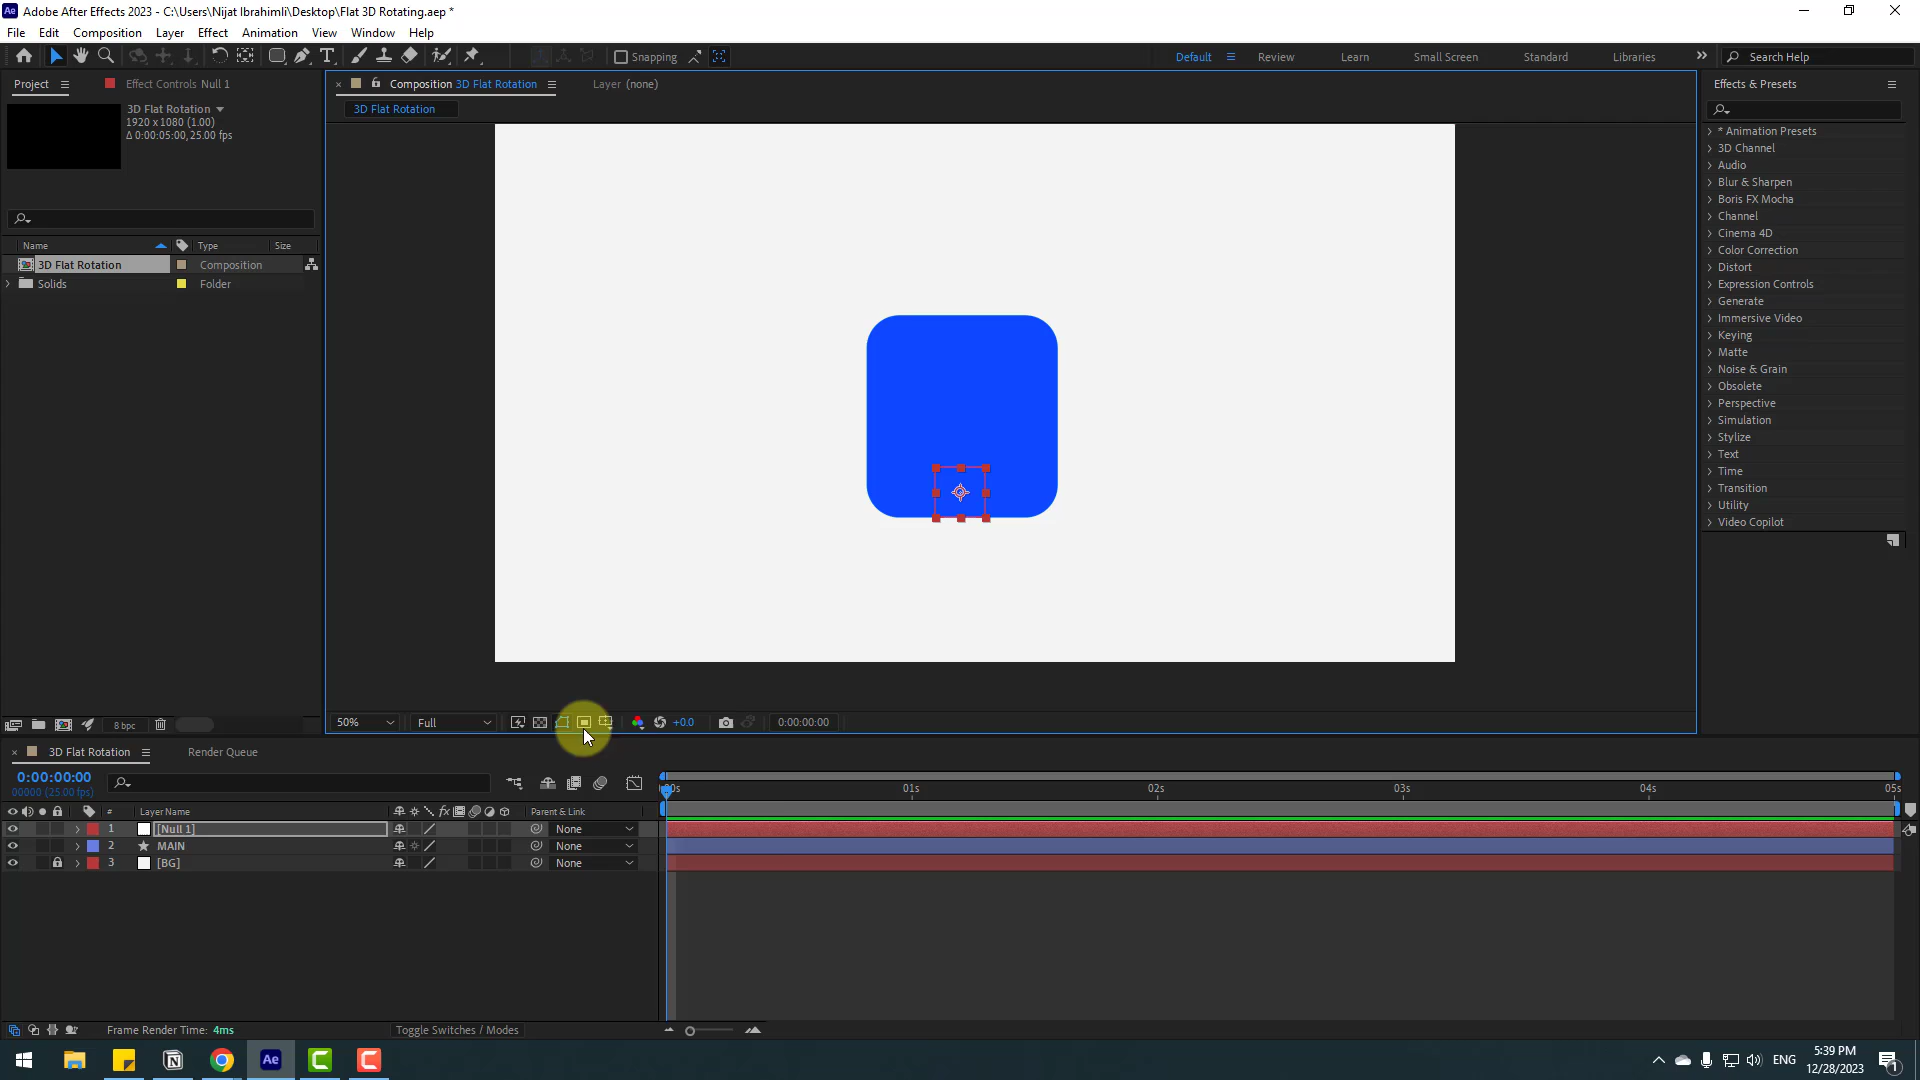 Adobe After Effects 2023 - C:\Users\Nijat Ibrahimli\Desktop\Flat 3D Rotating.aep *
File Edit Composition Layer Effect Animation View Window Help
Snapping Default Review Learn Small Screen Standard Libraries Search Help
Project Effect Controls Null 1
Composition 3D Flat Rotation Layer (none)
Effects & Presets
3D Flat Rotation
1920 x 1080 (1.00)
Δ 0:00:05:00, 25.00 fps
3D Flat Rotation
Name Type Size
3D Flat Rotation Composition
Solids Folder
* Animation Presets
3D Channel
Audio
Blur & Sharpen
Boris FX Mocha
Channel
Cinema 4D
Color Correction
Distort
Expression Controls
Generate
Immersive Video
Keying
Matte
Noise & Grain
Obsolete
Perspective
Simulation
Stylize
Text
Time
Transition
Utility
Video Copilot
8 bpc
50% Full +0.0 0:00:00:00
3D Flat Rotation Render Queue
0:00:00:00
00000 (25.00 fps)
01s 02s 03s 04s 05s
# Layer Name fx Parent & Link
1 [Null 1] None
2 MAIN None
3 [BG] None
Frame Render Time: 4ms Toggle Switches / Modes
Ae
ENG
5:39 PM
12/28/2023
1